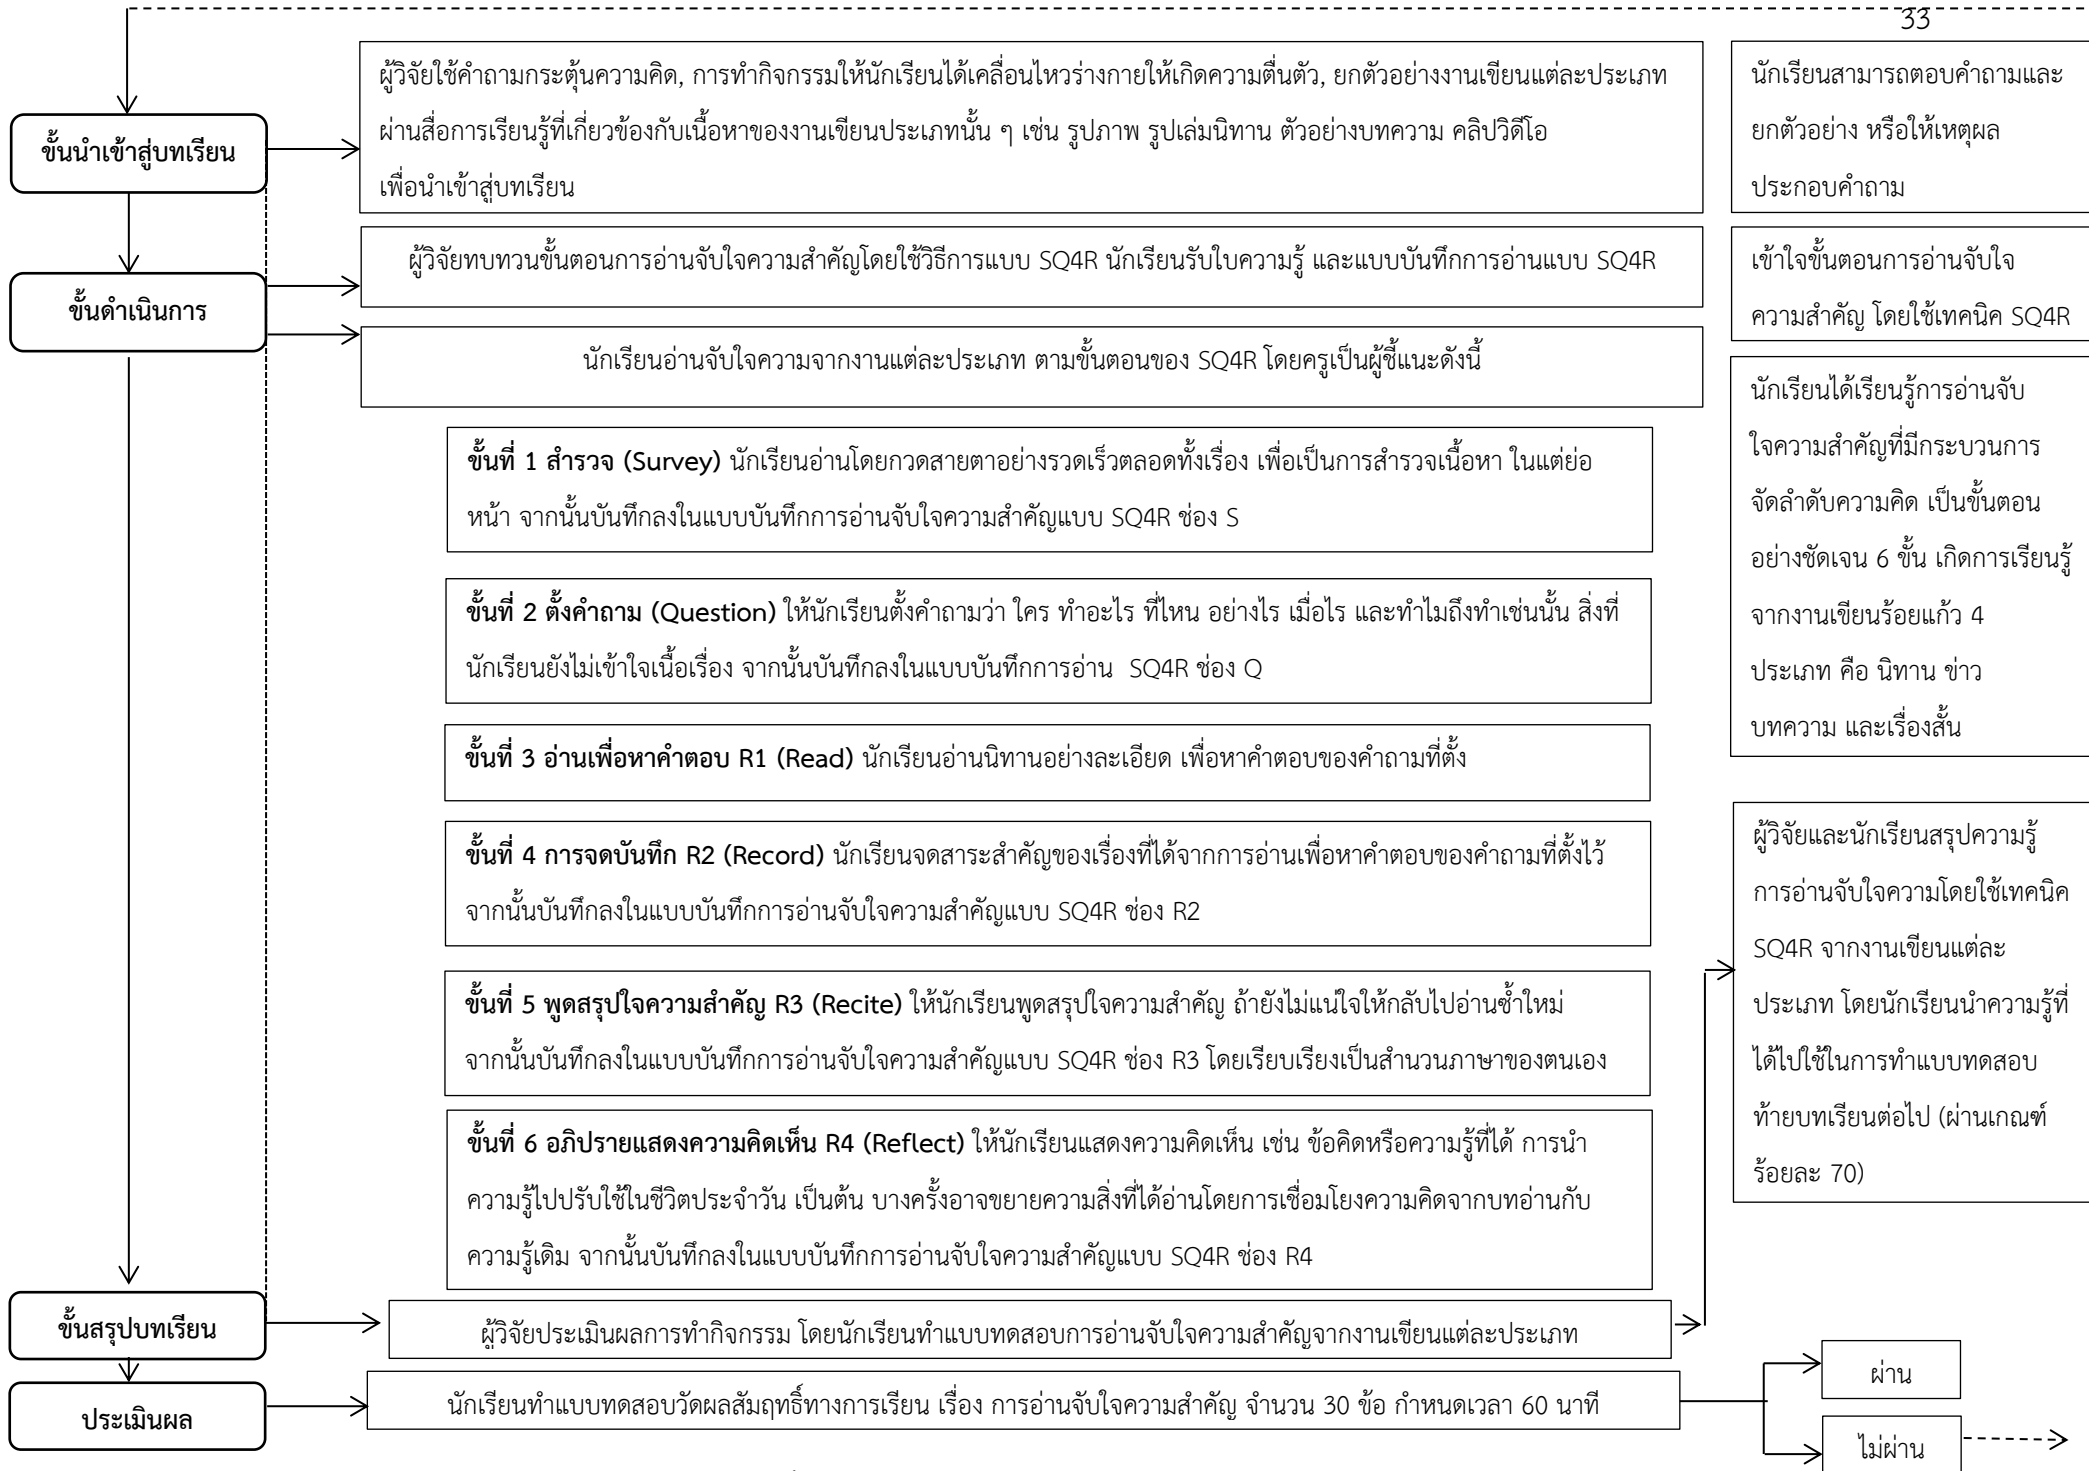 33
ขั้นนำเข้าสู่บทเรียน
ผู้วิจัยใช้คำถามกระตุ้นความคิด, การทำกิจกรรมให้นักเรียนได้เคลื่อนไหวร่างกายให้เกิดความตื่นตัว, ยกตัวอย่างงานเขียนแต่ละประเภท
ผ่านสื่อการเรียนรู้ที่เกี่ยวข้องกับเนื้อหาของงานเขียนประเภทนั้น ๆ เช่น รูปภาพ รูปเล่มนิทาน ตัวอย่างบทความ คลิปวิดีโอ
เพื่อนำเข้าสู่บทเรียน
นักเรียนสามารถตอบคำถามและ
ยกตัวอย่าง หรือให้เหตุผล
ประกอบคำถาม
ขั้นดำเนินการ
ผู้วิจัยทบทวนขั้นตอนการอ่านจับใจความสำคัญโดยใช้วิธีการแบบ SQ4R นักเรียนรับใบความรู้ และแบบบันทึกการอ่านแบบ SQ4R
เข้าใจขั้นตอนการอ่านจับใจ
ความสำคัญ โดยใช้เทคนิค SQ4R
นักเรียนอ่านจับใจความจากงานแต่ละประเภท ตามขั้นตอนของ SQ4R โดยครูเป็นผู้ชี้แนะดังนี้
ขั้นที่ 1 สำรวจ (Survey) นักเรียนอ่านโดยกวดสายตาอย่างรวดเร็วตลอดทั้งเรื่อง เพื่อเป็นการสำรวจเนื้อหา ในแต่ย่อ
หน้า จากนั้นบันทึกลงในแบบบันทึกการอ่านจับใจความสำคัญแบบ SQ4R ช่อง S
ขั้นที่ 2 ตั้งคำถาม (Question) ให้นักเรียนตั้งคำถามว่า ใคร ทำอะไร ที่ไหน อย่างไร เมื่อไร และทำไมถึงทำเช่นนั้น สิ่งที่
นักเรียนยังไม่เข้าใจเนื้อเรื่อง จากนั้นบันทึกลงในแบบบันทึกการอ่าน SQ4R ช่อง Q
ขั้นที่ 3 อ่านเพื่อหาคำตอบ R1 (Read) นักเรียนอ่านนิทานอย่างละเอียด เพื่อหาคำตอบของคำถามที่ตั้ง
ขั้นที่ 4 การจดบันทึก R2 (Record) นักเรียนจดสาระสำคัญของเรื่องที่ได้จากการอ่านเพื่อหาคำตอบของคำถามที่ตั้งไว้
จากนั้นบันทึกลงในแบบบันทึกการอ่านจับใจความสำคัญแบบ SQ4R ช่อง R2
ขั้นที่ 5 พูดสรุปใจความสำคัญ R3 (Recite) ให้นักเรียนพูดสรุปใจความสำคัญ ถ้ายังไม่แน่ใจให้กลับไปอ่านซ้ำใหม่
จากนั้นบันทึกลงในแบบบันทึกการอ่านจับใจความสำคัญแบบ SQ4R ช่อง R3 โดยเรียบเรียงเป็นสำนวนภาษาของตนเอง
ขั้นที่ 6 อภิปรายแสดงความคิดเห็น R4 (Reflect) ให้นักเรียนแสดงความคิดเห็น เช่น ข้อคิดหรือความรู้ที่ได้ การนำ
ความรู้ไปปรับใช้ในชีวิตประจำวัน เป็นต้น บางครั้งอาจขยายความสิ่งที่ได้อ่านโดยการเชื่อมโยงความคิดจากบทอ่านกับ
ความรู้เดิม จากนั้นบันทึกลงในแบบบันทึกการอ่านจับใจความสำคัญแบบ SQ4R ช่อง R4
นักเรียนได้เรียนรู้การอ่านจับ
ใจความสำคัญที่มีกระบวนการ
จัดลำดับความคิด เป็นขั้นตอน
อย่างชัดเจน 6 ขั้น เกิดการเรียนรู้
จากงานเขียนร้อยแก้ว 4
ประเภท คือ นิทาน ข่าว
บทความ และเรื่องสั้น
ขั้นสรุปบทเรียน
ผู้วิจัยประเมินผลการทำกิจกรรม โดยนักเรียนทำแบบทดสอบการอ่านจับใจความสำคัญจากงานเขียนแต่ละประเภท
ผู้วิจัยและนักเรียนสรุปความรู้
การอ่านจับใจความโดยใช้เทคนิค
SQ4R จากงานเขียนแต่ละ
ประเภท โดยนักเรียนนำความรู้ที่
ได้ไปใช้ในการทำแบบทดสอบ
ท้ายบทเรียนต่อไป (ผ่านเกณฑ์
ร้อยละ 70)
ประเมินผล
นักเรียนทำแบบทดสอบวัดผลสัมฤทธิ์ทางการเรียน เรื่อง การอ่านจับใจความสำคัญ จำนวน 30 ข้อ กำหนดเวลา 60 นาที
ผ่าน
ไม่ผ่าน